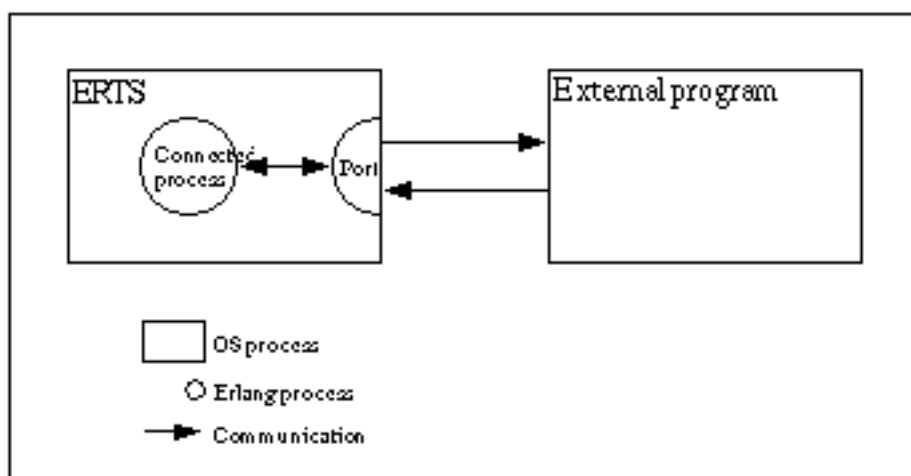 ERTS
External program
Connected
process
Port
OS process
Erlang process
Communication